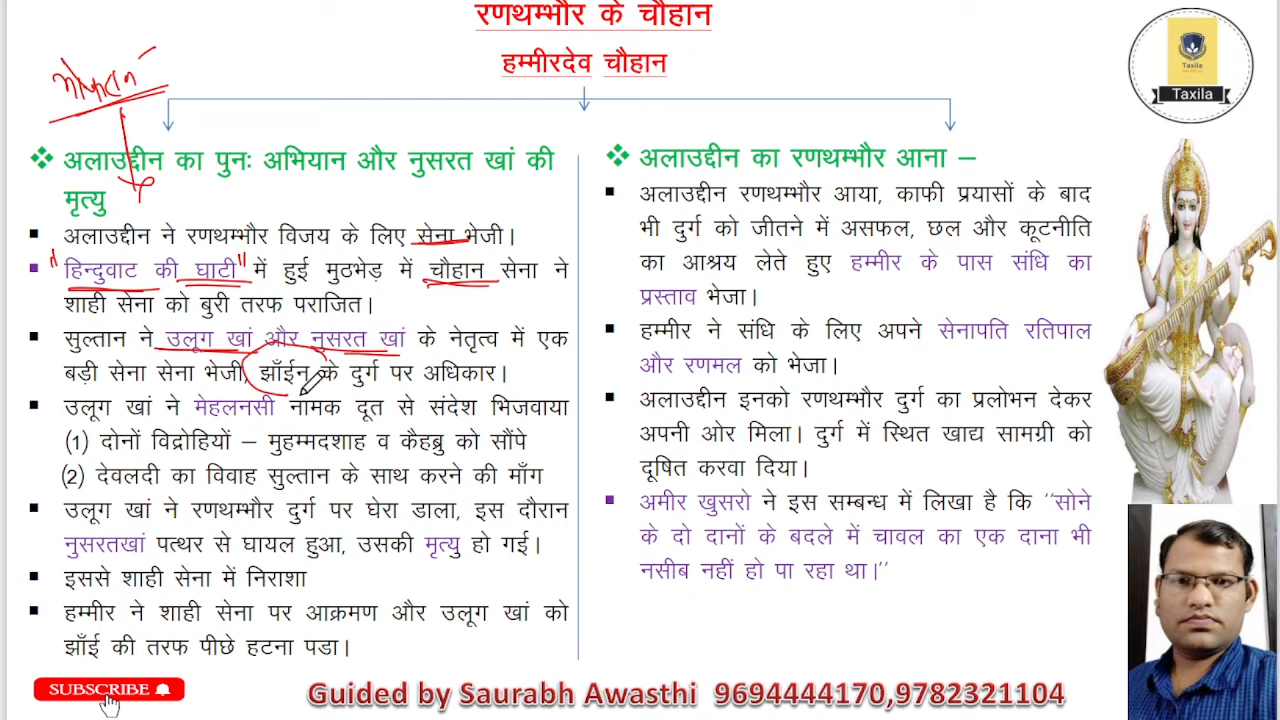 रणथम्भौर के चौहान
हम्मीरदेव चौहान
Taxila
Taxila
❖ अलाउद्दीन का पुनः अभियान और नुसरत खां की
मृत्यु
▪ अलाउद्दीन ने रणथम्भौर विजय के लिए सेना भेजी।
▪ "हिन्दुवाट की घाटी" में हुई मुठभेड़ में चौहान सेना ने
शाही सेना को बुरी तरफ पराजित।
▪ सुल्तान ने उलूग खां और नुसरत खां के नेतृत्व में एक
बड़ी सेना सेना भेजी, झाँईन के दुर्ग पर अधिकार।
▪ उलूग खां ने मेहलनसी नामक दूत से संदेश भिजवाया
(1) दोनों विद्रोहियों – मुहम्मदशाह व कैहब्रु को सौंपे
(2) देवलदी का विवाह सुल्तान के साथ करने की माँग
▪ उलूग खां ने रणथम्भौर दुर्ग पर घेरा डाला, इस दौरान
नुसरतखां पत्थर से घायल हुआ, उसकी मृत्यु हो गई।
▪ इससे शाही सेना में निराशा
▪ हम्मीर ने शाही सेना पर आक्रमण और उलूग खां को
झाँई की तरफ पीछे हटना पडा।
❖ अलाउद्दीन का रणथम्भौर आना –
▪ अलाउद्दीन रणथम्भौर आया, काफी प्रयासों के बाद
भी दुर्ग को जीतने में असफल, छल और कूटनीति
का आश्रय लेते हुए हम्मीर के पास संधि का
प्रस्ताव भेजा।
▪ हम्मीर ने संधि के लिए अपने सेनापति रतिपाल
और रणमल को भेजा।
▪ अलाउद्दीन इनको रणथम्भौर दुर्ग का प्रलोभन देकर
अपनी ओर मिला। दुर्ग में स्थित खाद्य सामग्री को
दूषित करवा दिया।
▪ अमीर खुसरो ने इस सम्बन्ध में लिखा है कि ''सोने
के दो दानों के बदले में चावल का एक दाना भी
नसीब नहीं हो पा रहा था।''
SUBSCRIBE
Guided by Saurabh Awasthi 9694444170,9782321104